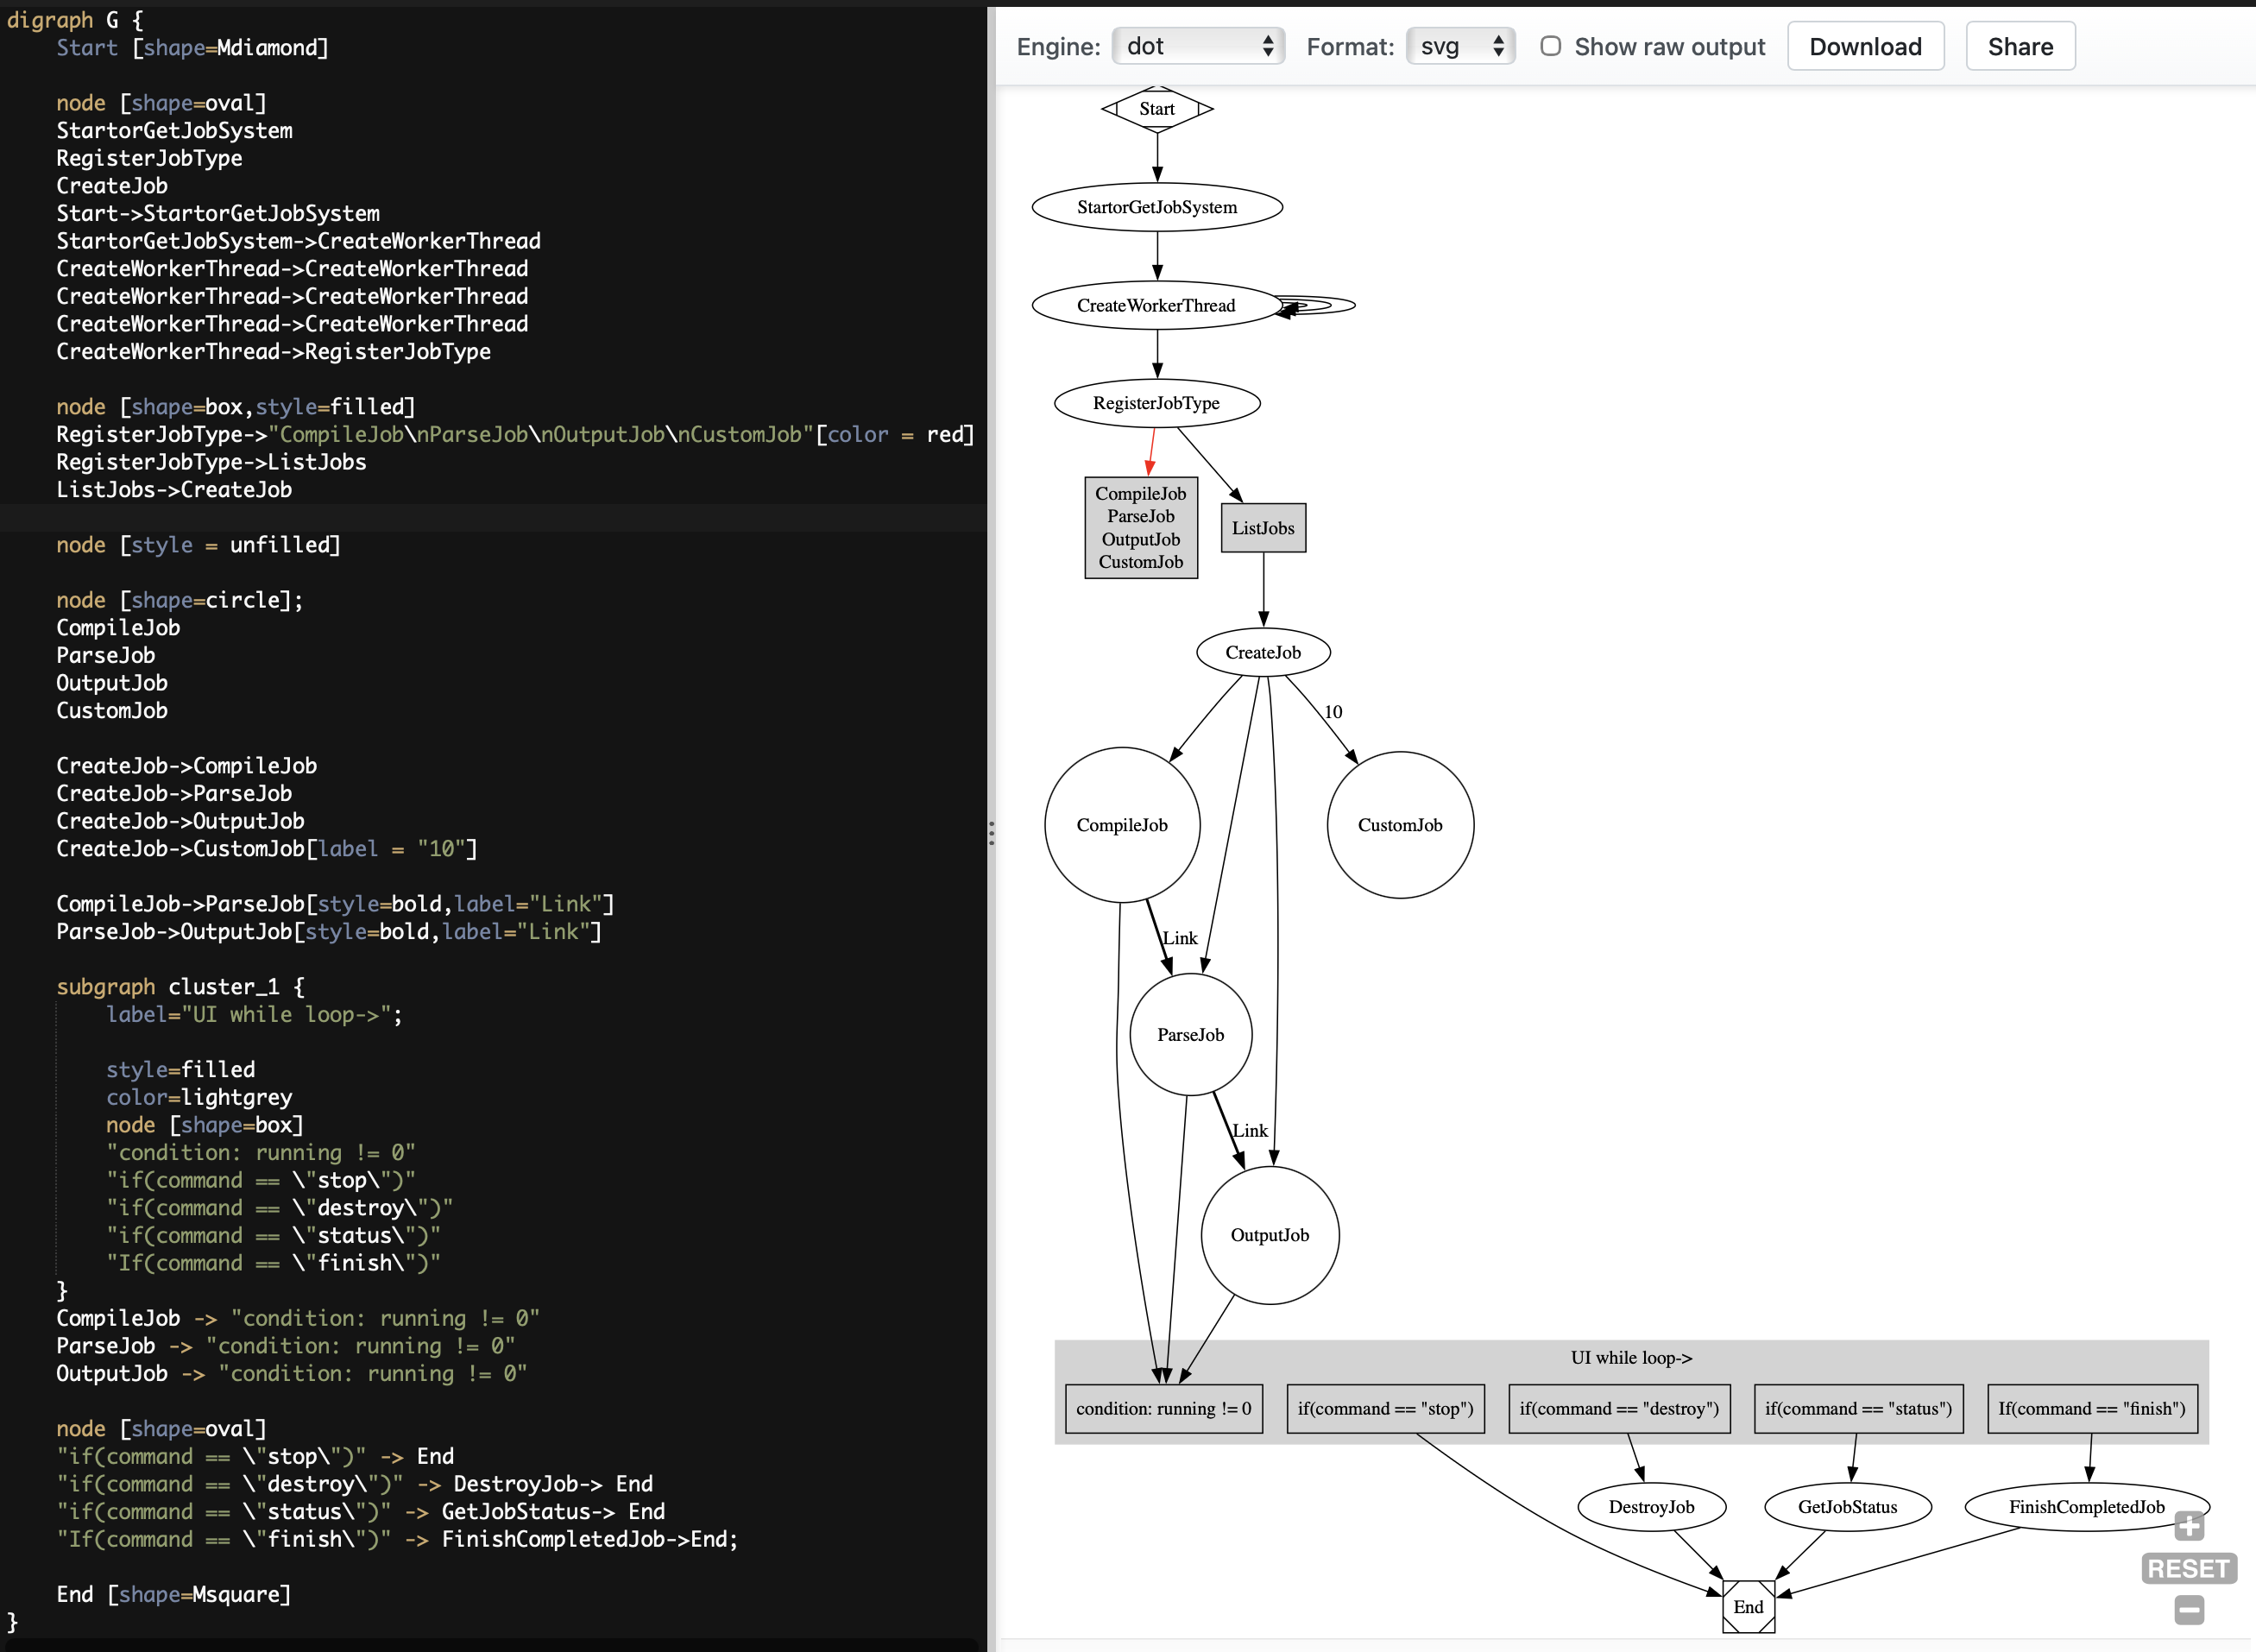 digraph G {
    Start [shape=Mdiamond]

    node [shape=oval]
    StartorGetJobSystem
    RegisterJobType
    CreateJob
    Start->StartorGetJobSystem
    StartorGetJobSystem->CreateWorkerThread
    CreateWorkerThread->CreateWorkerThread
    CreateWorkerThread->CreateWorkerThread
    CreateWorkerThread->CreateWorkerThread
    CreateWorkerThread->RegisterJobType

    node [shape=box,style=filled]
    RegisterJobType->"CompileJob\nParseJob\nOutputJob\nCustomJob"[color = red]
    RegisterJobType->ListJobs
    ListJobs->CreateJob

    node [style = unfilled]

    node [shape=circle];
    CompileJob
    ParseJob
    OutputJob
    CustomJob

    CreateJob->CompileJob
    CreateJob->ParseJob
    CreateJob->OutputJob
    CreateJob->CustomJob[label = "10"]

    CompileJob->ParseJob[style=bold,label="Link"]
    ParseJob->OutputJob[style=bold,label="Link"]

    subgraph cluster_1 {
        label="UI while loop->";

        style=filled
        color=lightgrey
        node [shape=box]
        "condition: running != 0"
        "if(command == \"stop\")"
        "if(command == \"destroy\")"
        "if(command == \"status\")"
        "If(command == \"finish\")"
    }
    CompileJob -> "condition: running != 0"
    ParseJob -> "condition: running != 0"
    OutputJob -> "condition: running != 0"

    node [shape=oval]
    "if(command == \"stop\")" -> End
    "if(command == \"destroy\")" -> DestroyJob-> End
    "if(command == \"status\")" -> GetJobStatus-> End
    "If(command == \"finish\")" -> FinishCompletedJob->End;

    End [shape=Msquare]
}
Engine: dot Format: svg Show raw output Download Share
Start
StartorGetJobSystem
CreateWorkerThread
RegisterJobType
CompileJob
ParseJob
OutputJob
CustomJob
ListJobs
CreateJob
10
CompileJob
CustomJob
Link
ParseJob
Link
OutputJob
UI while loop->
condition: running != 0
if(command == "stop")
if(command == "destroy")
if(command == "status")
If(command == "finish")
DestroyJob
GetJobStatus
FinishCompletedJob
RESET
End